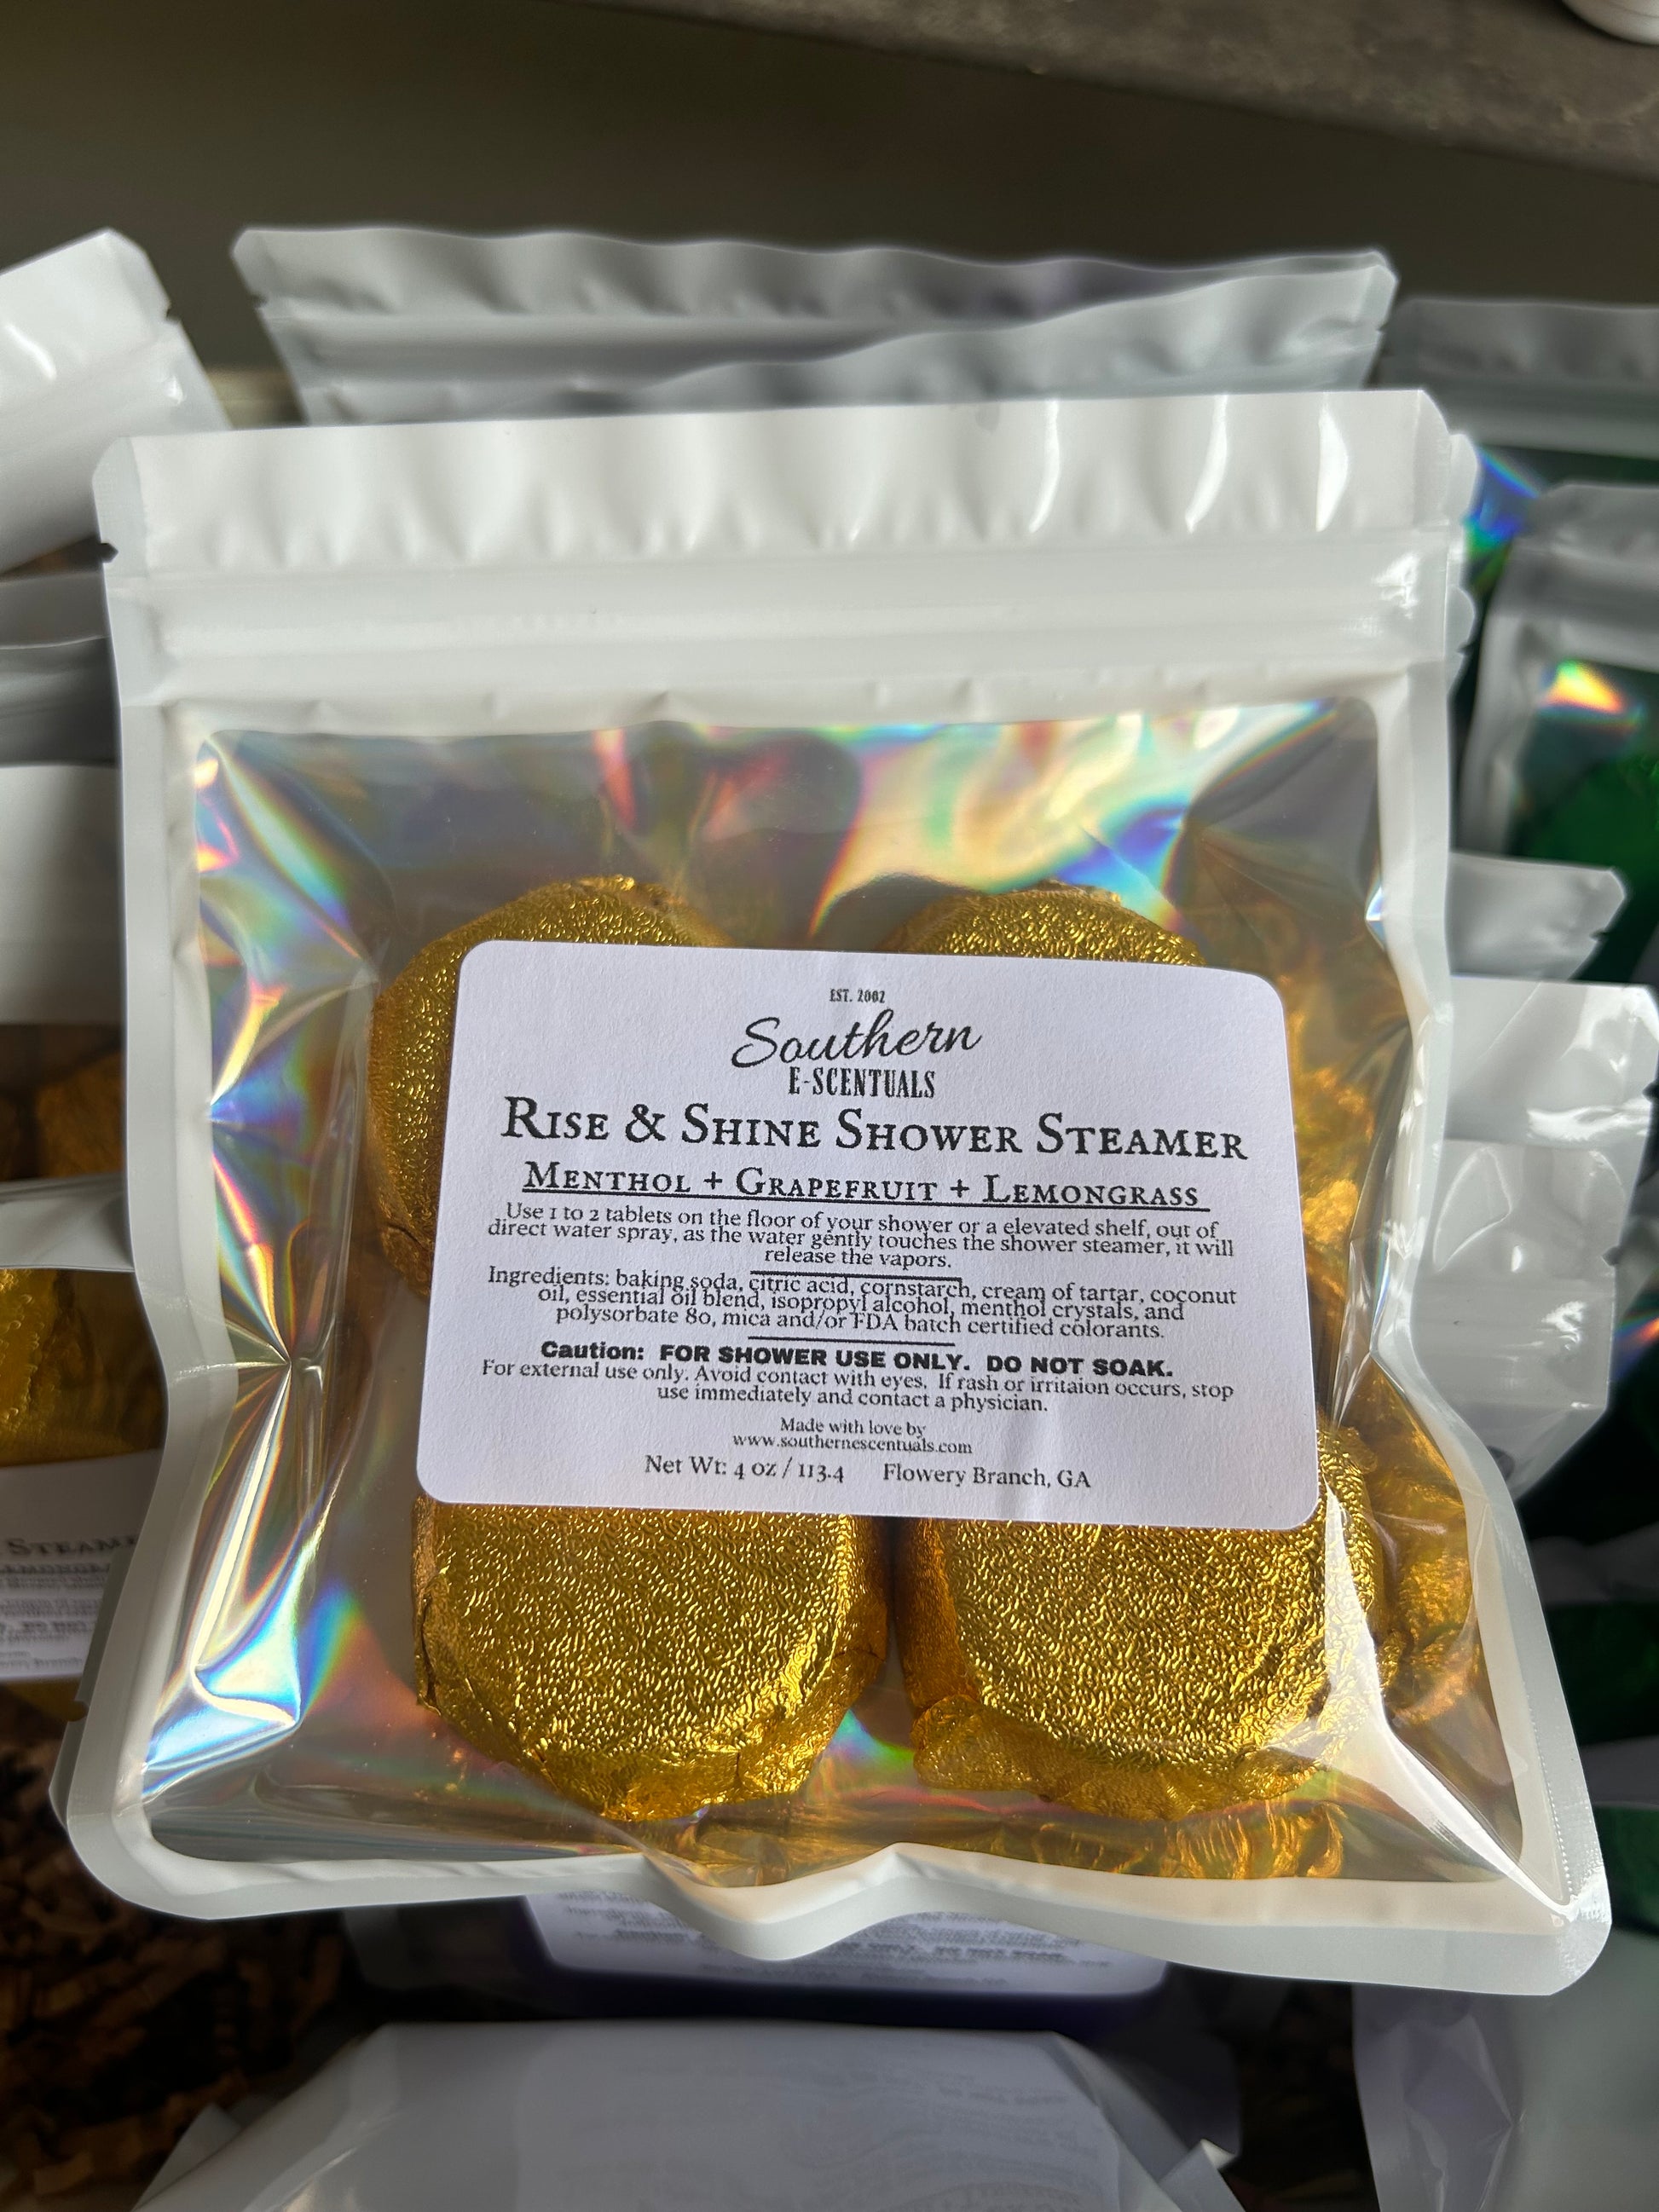 EST. 2002
Southern
E-SCENTUALS
RISE & SHINE SHOWER STEAMER
MENTHOL + GRAPEFRUIT + LEMONGRASS
Use 1 to 2 tablets on the floor of your shower or a elevated shelf, out of
direct water spray, as the water gently touches the shower steamer, it will
release the vapors.
Ingredients: baking soda, citric acid, cornstarch, cream of tartar, coconut
oil, essential oil blend, isopropyl alcohol, menthol crystals, and
polysorbate 80, mica and/or FDA batch certified colorants.
Caution: FOR SHOWER USE ONLY. DO NOT SOAK.
For external use only. Avoid contact with eyes. If rash or irritaion occurs, stop
use immediately and contact a physician.
Made with love by
www.southernescentuals.com
Net Wt: 4 oz / 113.4 Flowery Branch, GA